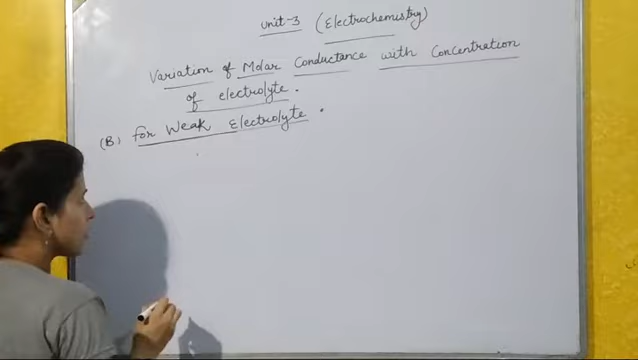 Unit-3 (Electrochemistry)
Variation of Molar Conductance with Concentration
of electrolyte.
(B) for Weak Electrolyte.